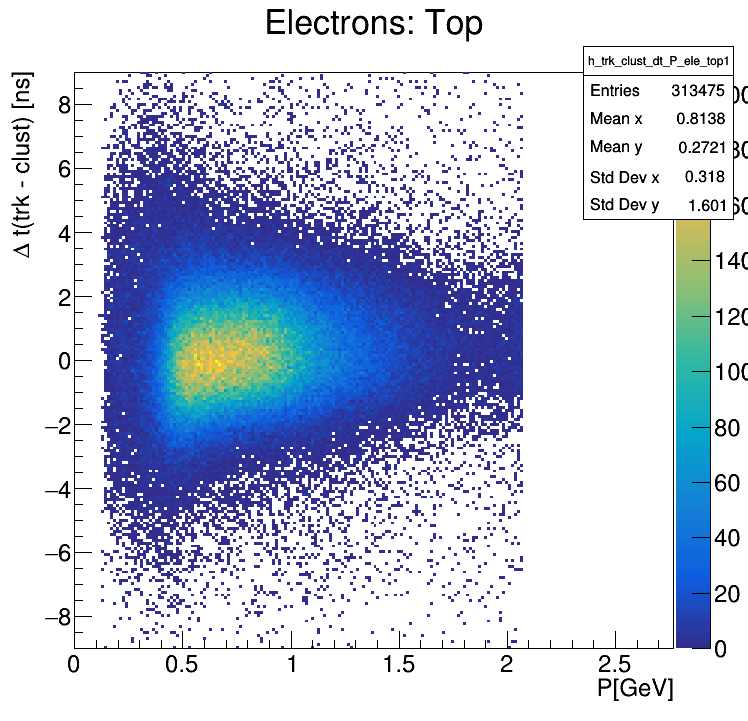 Electrons: Top
h_trk_clust_dt_P_ele_top1
Entries 313475
Mean x 0.8138
Mean y 0.2721
Std Dev x 0.318
Std Dev y 1.601
Δ t(trk - clust) [ns]
8
6
4
2
0
−2
−4
−6
−8
0 0.5 1 1.5 2 2.5
P[GeV]
140
120
100
80
60
40
20
0